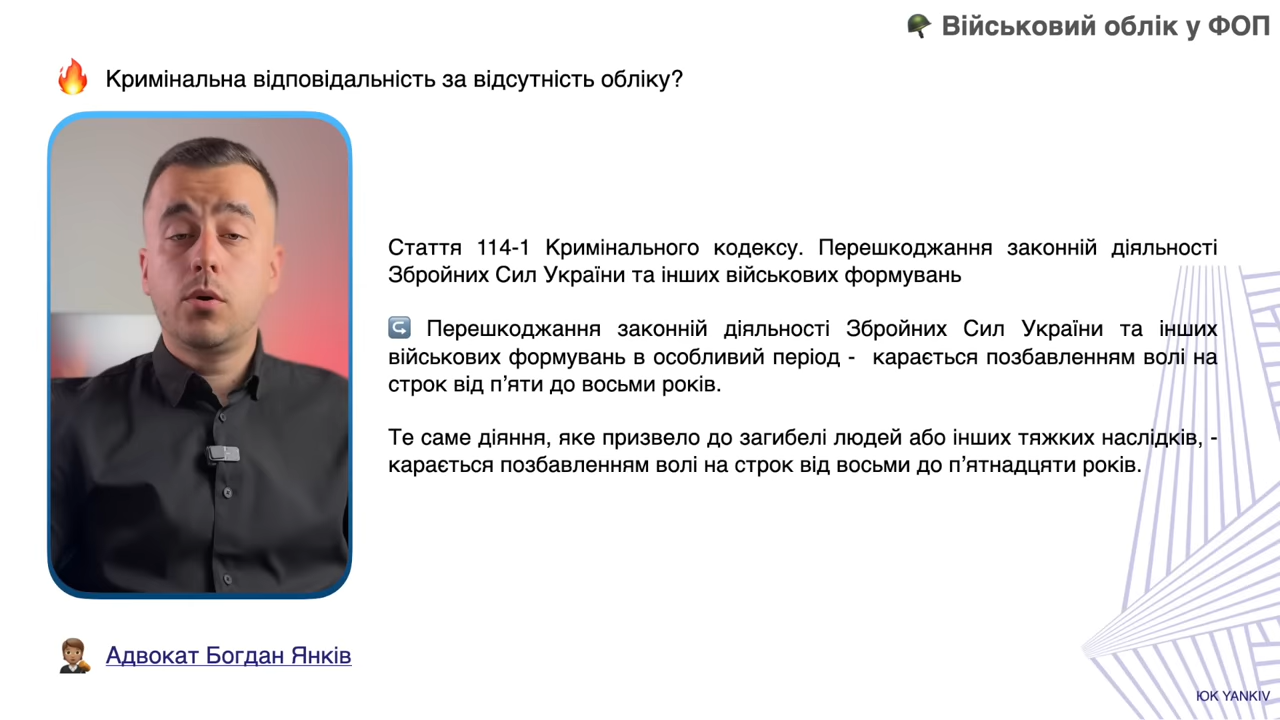 Військовий облік у ФОП
Кримінальна відповідальність за відсутність обліку?
Стаття 114-1 Кримінального кодексу. Перешкоджання законній діяльності
Збройних Сил України та інших військових формувань
Перешкоджання законній діяльності Збройних Сил України та інших
військових формувань в особливий період - карається позбавленням волі на
строк від п’яти до восьми років.
Те саме діяння, яке призвело до загибелі людей або інших тяжких наслідків, -
карається позбавленням волі на строк від восьми до п’ятнадцяти років.
Адвокат Богдан Янків
ЮК YANKIV